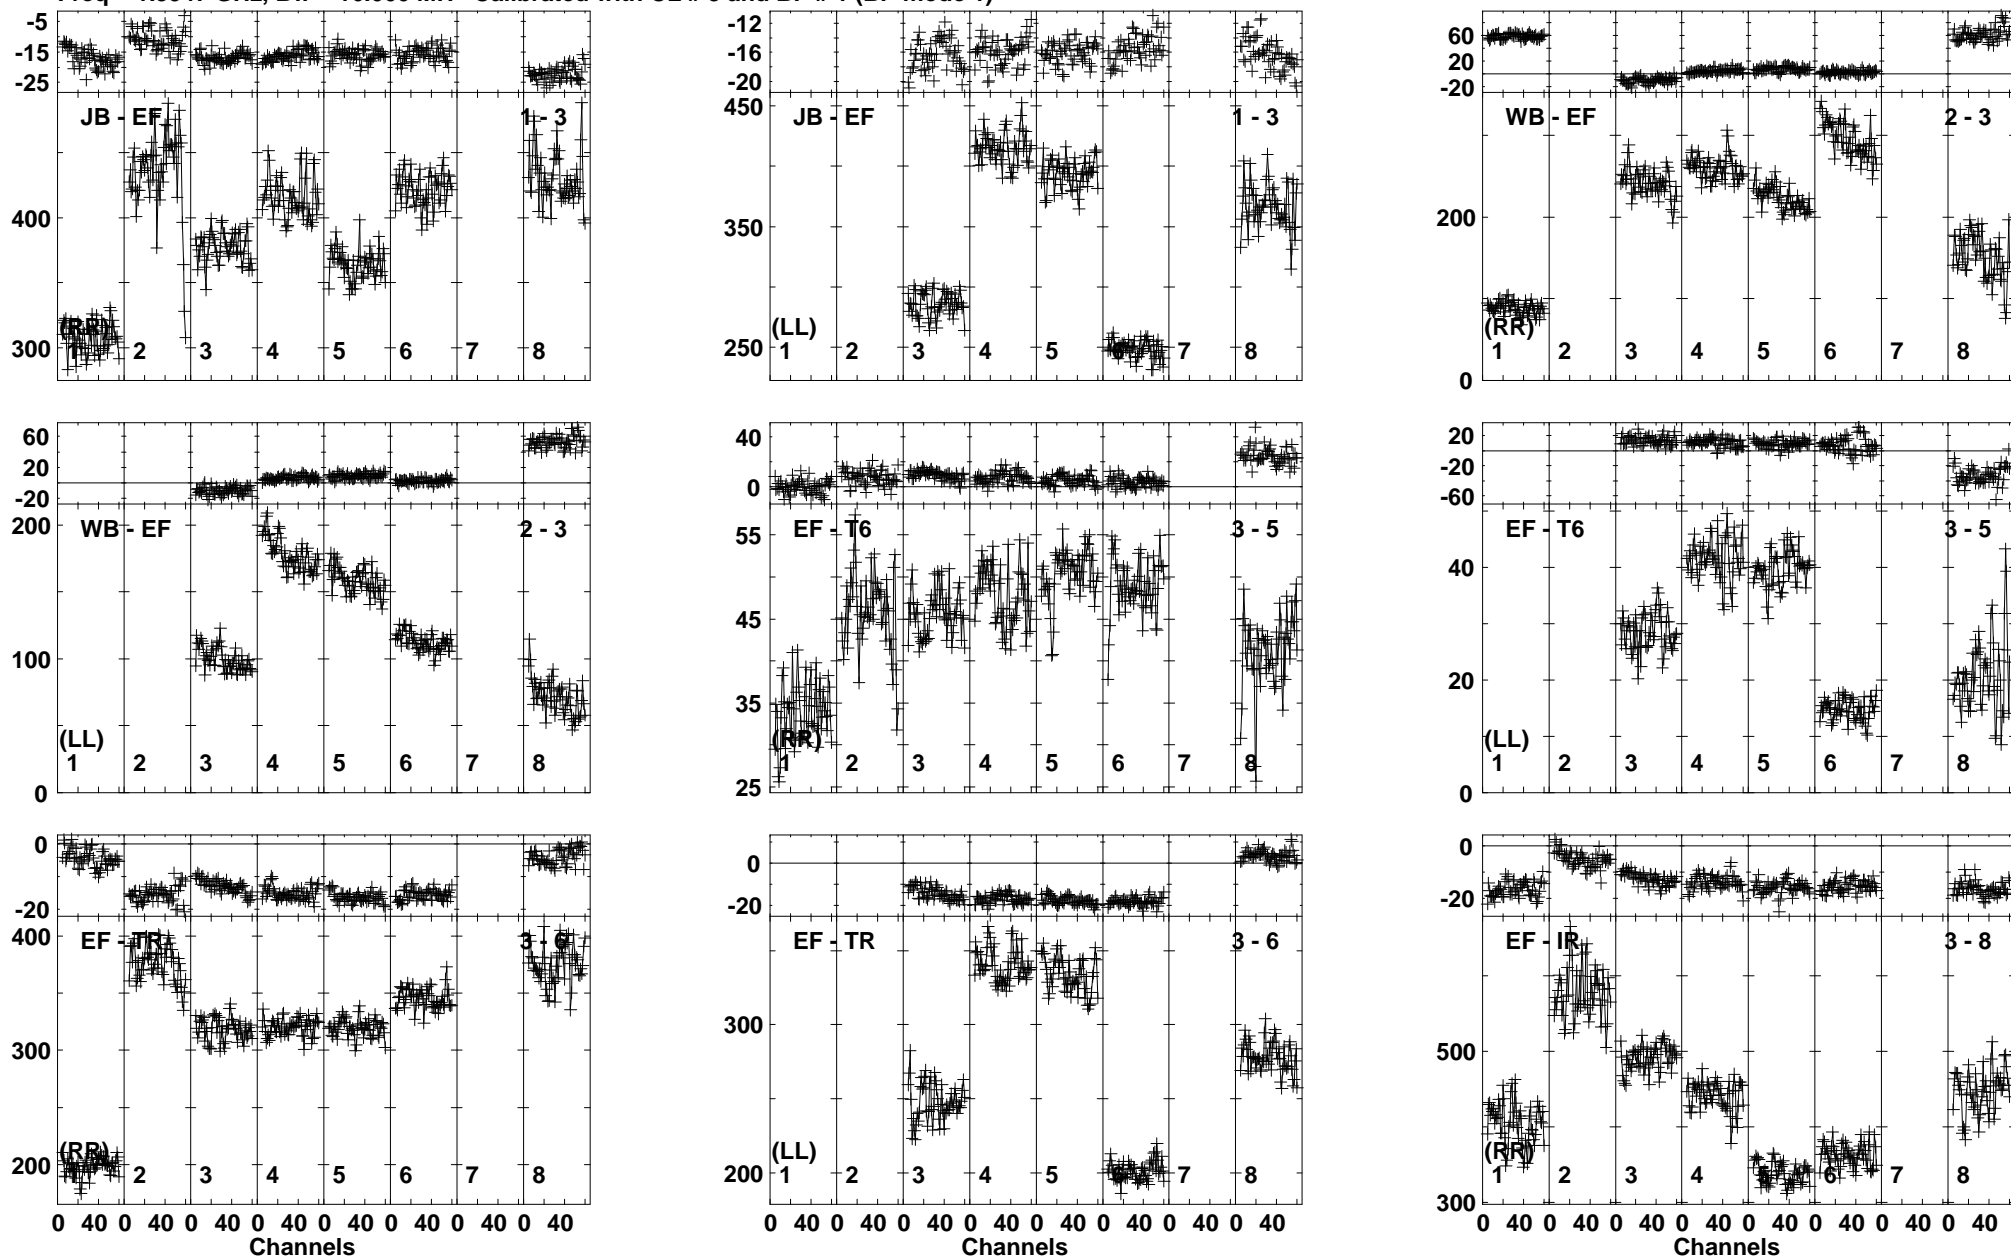 -5 -15 -25
JB - EF 1 - 3
400
300
(RR)
1 2 3 4 5 6 7 8
-12 -14 -16 -18 -20
450
JB - EF 1 - 3
350
250
(LL)
1 2 3 4 5 6 7 8
60 20 -20
WB - EF 2 - 3
200
0
(RR)
1 2 3 4 5 6 7 8
60 20 -20
200
WB - EF 2 - 3
100
0
(LL)
1 2 3 4 5 6 7 8
40 0
55
EF - T6 3 - 5
45
35
25
(RR)
1 2 3 4 5 6 7 8
20 -20 -60
EF - T6 3 - 5
40
20
0
(LL)
1 2 3 4 5 6 7 8
0 -20
400
EF - TR 3 - 6
300
200
(RR)
1 2 3 4 5 6 7 8
0 40 0 40 0 40 0 40 0 40 0 40 0 40 0 40
Channels
0 -20
EF - TR 3 - 6
300
200
(LL)
1 2 3 4 5 6 7 8
0 40 0 40 0 40 0 40 0 40 0 40 0 40 0 40
Channels
0 -20
EF - IR 3 - 8
500
300
(RR)
1 2 3 4 5 6 7 8
0 40 0 40 0 40 0 40 0 40 0 40 0 40 0 40
Channels